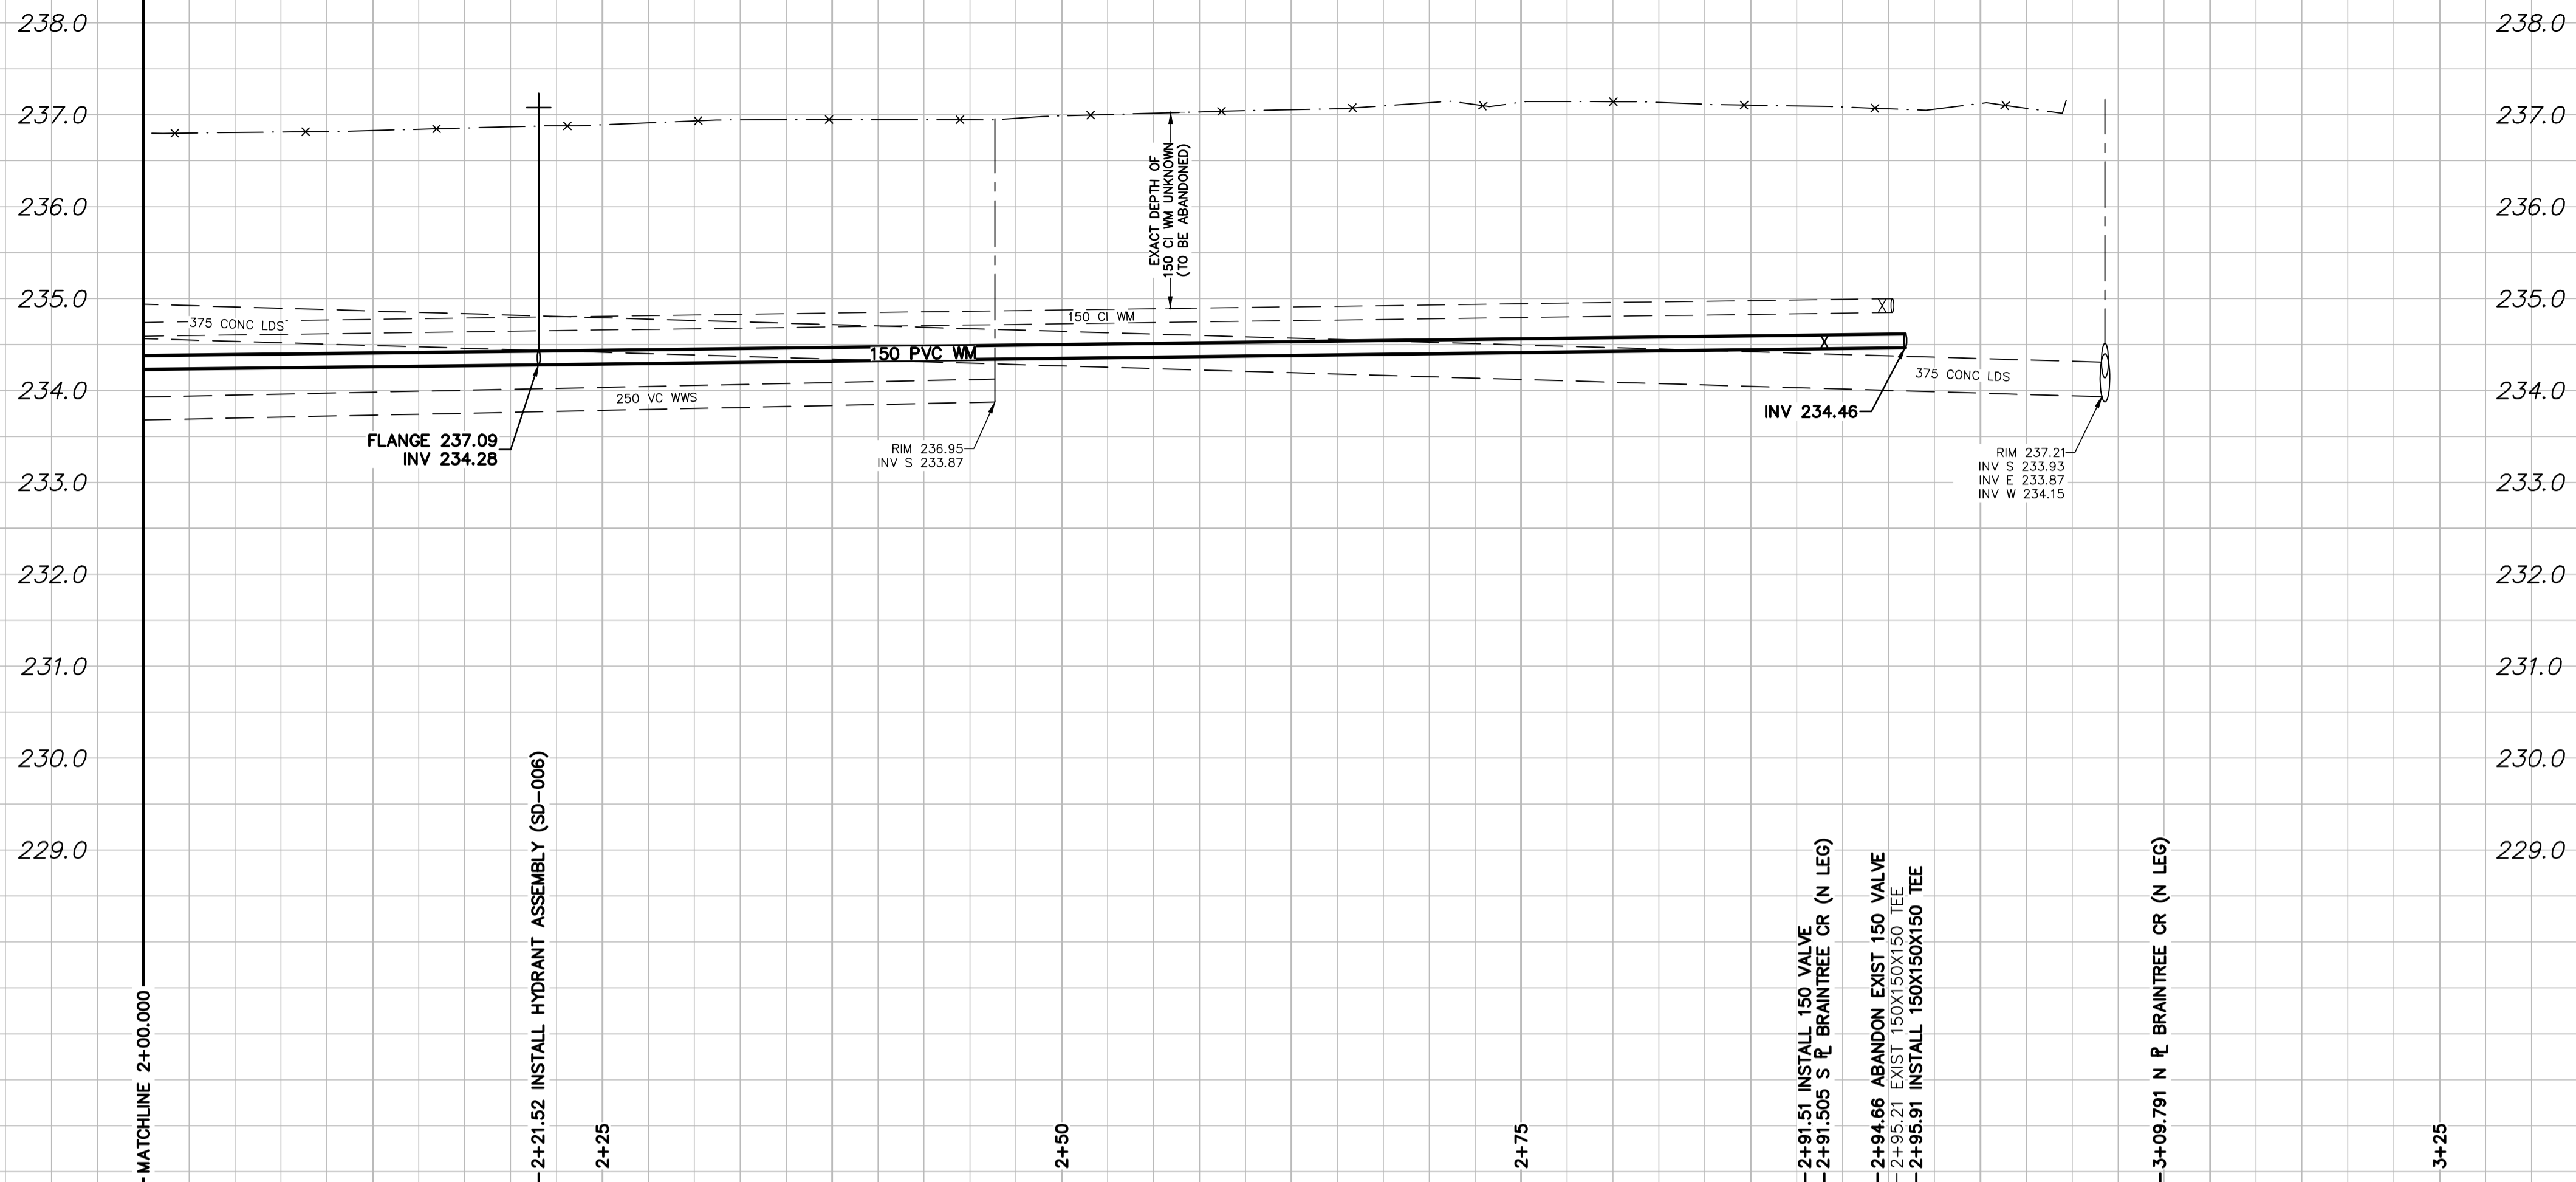 238.0
238.0
237.0
237.0
236.0
236.0
EXACT DEPTH OF
150 CI WM UNKNOWN
(TO BE ABANDONED)
235.0
235.0
375 CONC LDS
150 CI WM
150 PVC WM
375 CONC LDS
234.0
234.0
250 VC WWS
INV 234.46
FLANGE 237.09
INV 234.28
RIM 236.95
INV S 233.87
RIM 237.21
INV S 233.93
INV E 233.87
INV W 234.15
233.0
233.0
232.0
232.0
231.0
231.0
230.0
230.0
229.0
229.0
MATCHLINE 2+00.000
2+21.52 INSTALL HYDRANT ASSEMBLY (SD-006)
2+25
2+50
2+75
2+91.51 INSTALL 150 VALVE
2+91.505 S PL BRAINTREE CR (N LEG)
2+94.66 ABANDON EXIST 150 VALVE
2+95.21 EXIST 150X150X150 TEE
2+95.91 INSTALL 150X150X150 TEE
3+09.791 N PL BRAINTREE CR (N LEG)
3+25